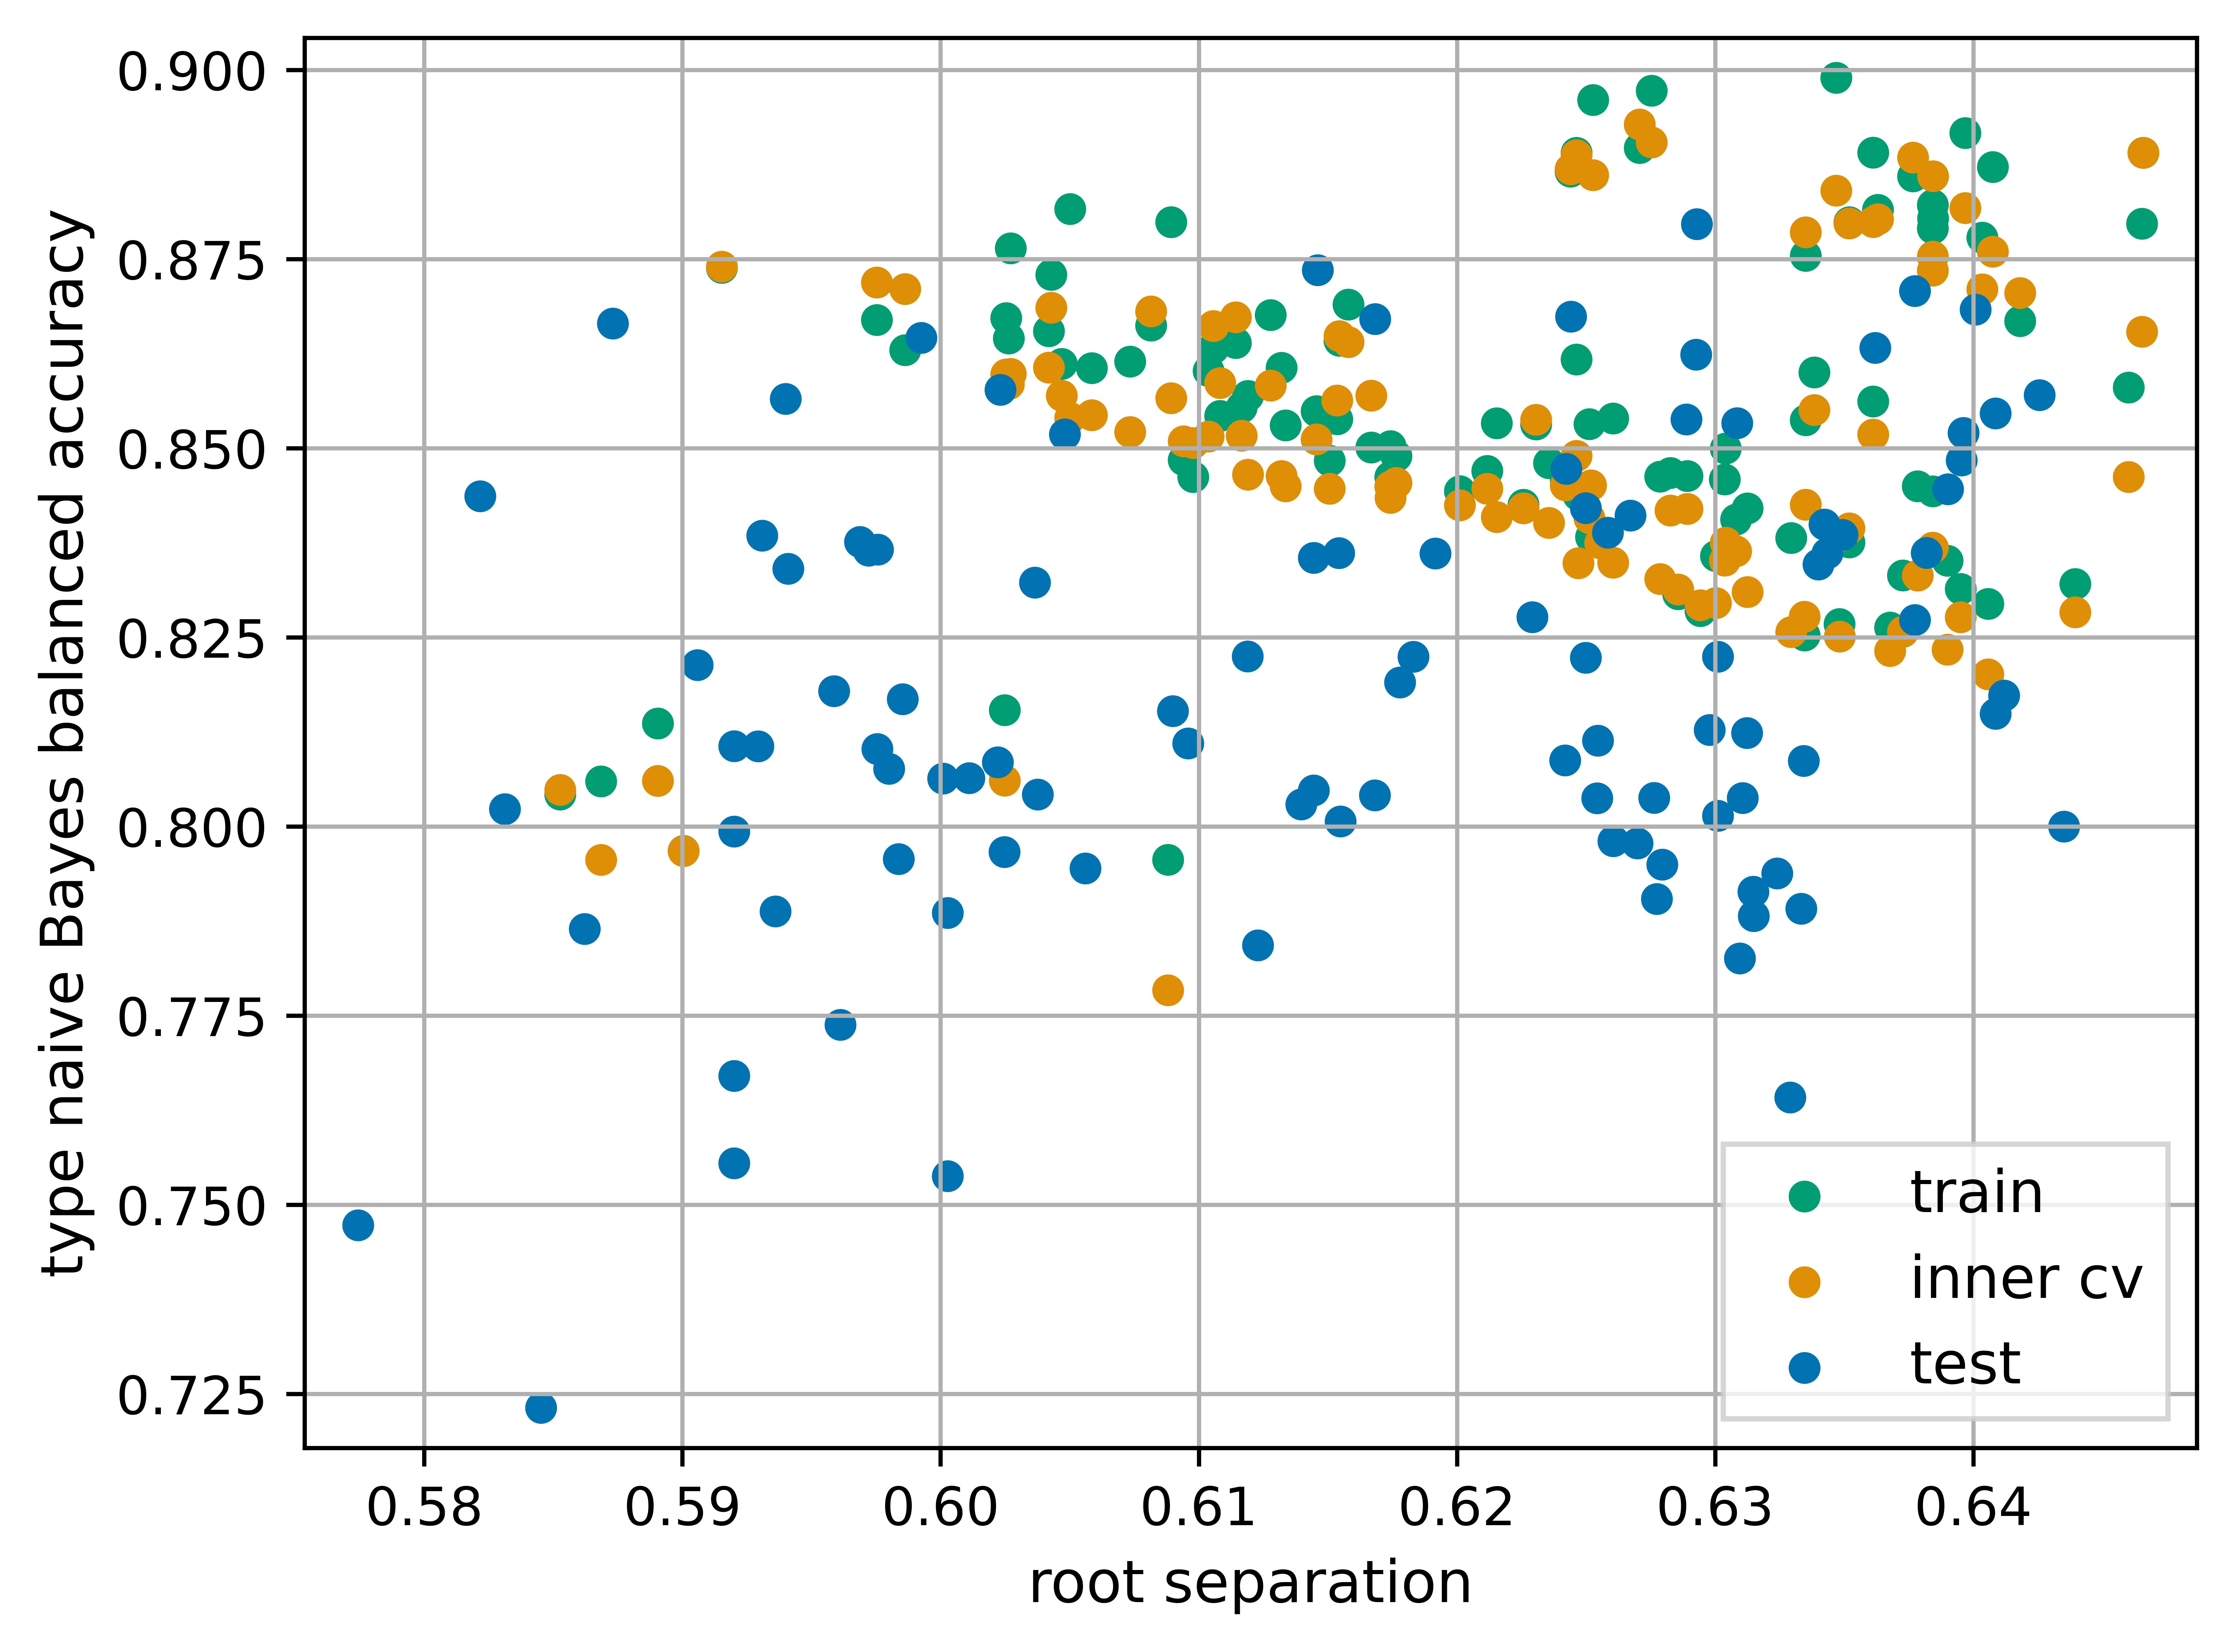 type naive Bayes balanced accuracy
0.900
0.875
0.850
0.825
0.800
0.775
0.750
0.725
train
inner cv
test
0.58 0.59 0.60 0.61 0.62 0.63 0.64
root separation